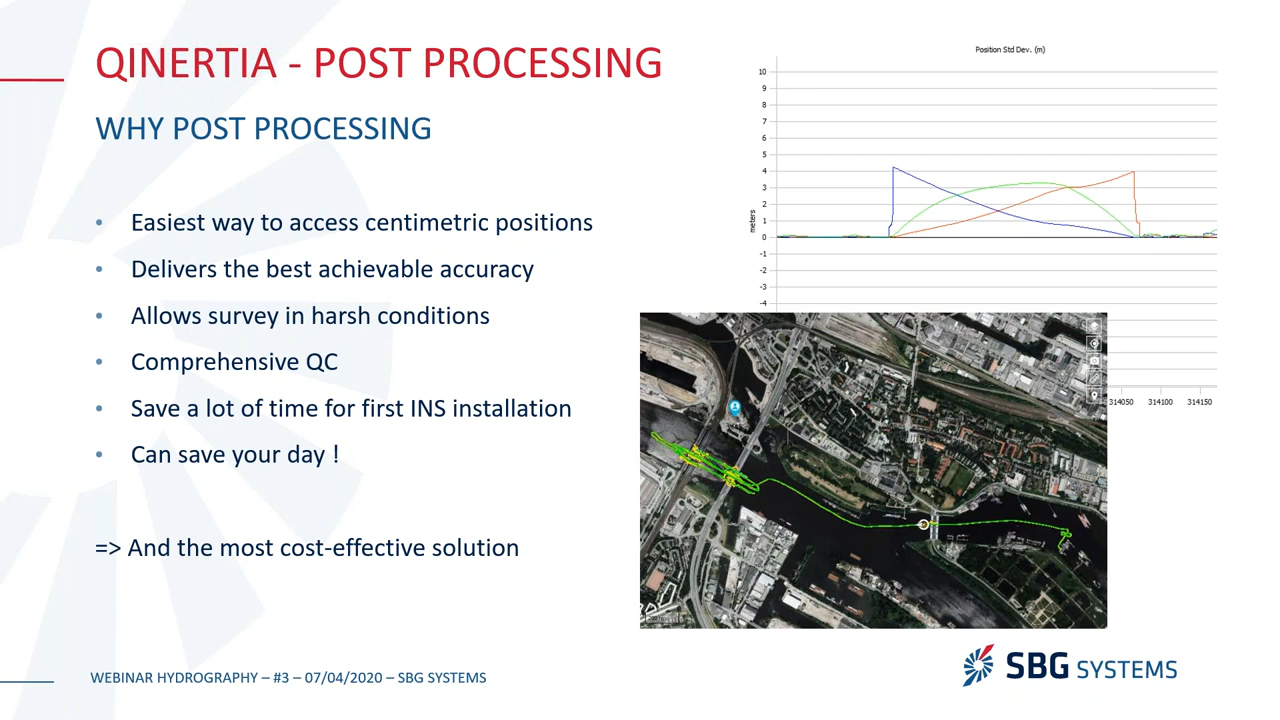 QINERTIA - POST PROCESSING
WHY POST PROCESSING
• Easiest way to access centimetric positions
• Delivers the best achievable accuracy
• Allows survey in harsh conditions
• Comprehensive QC
• Save a lot of time for first INS installation
• Can save your day !
=> And the most cost-effective solution
Position Std Dev. (m)
meters
10
9
8
7
6
5
4
3
2
1
0
-1
-2
-3
-4
314050 314100 314150
WEBINAR HYDROGRAPHY – #3 – 07/04/2020 – SBG SYSTEMS
SBG SYSTEMS